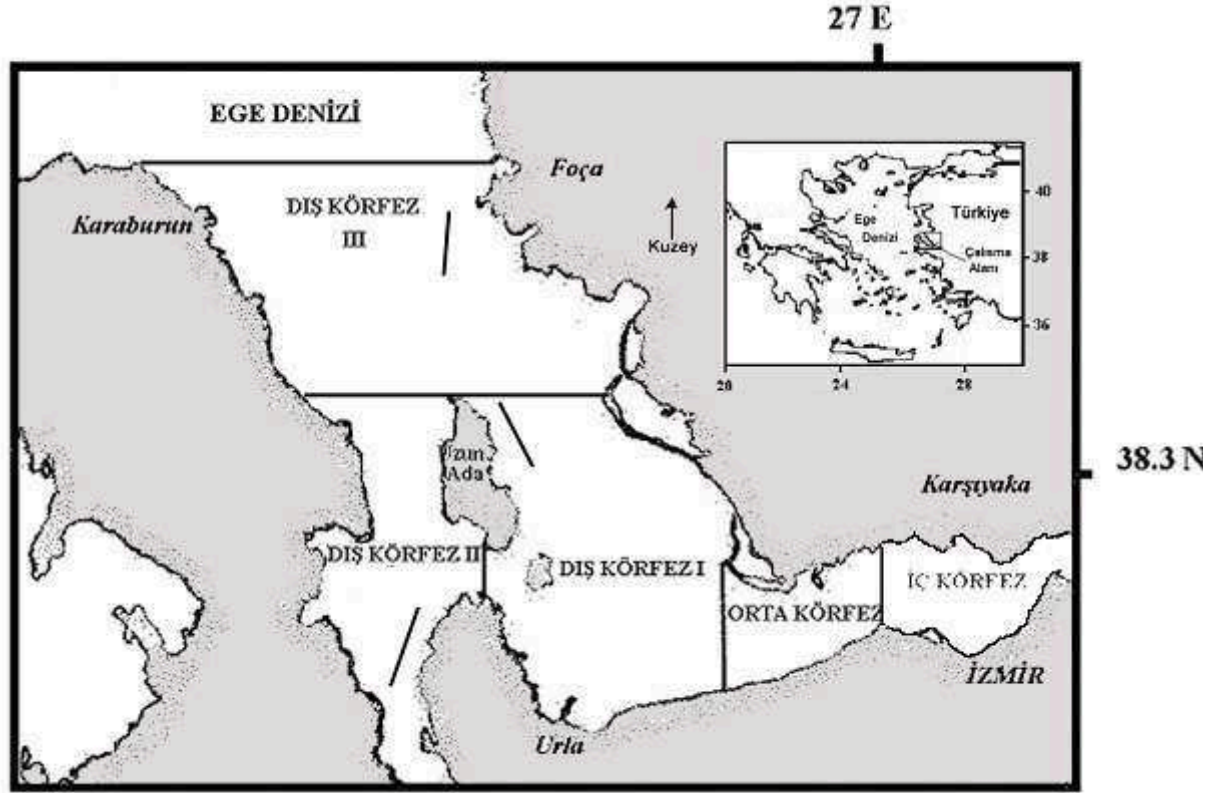 27 E
EGE DENİZİ
Foça
Karaburun
DIŞ KÖRFEZ
III
Kuzey
Ege
Denizi
Türkiye
Çalısma
Alanı
40
38
36
20
24
28
38.3 N
Uzun
Ada
Karşıyaka
DIŞ KÖRFEZ II
DIŞ KÖRFEZ I
ORTA KÖRFEZ
İÇ KÖRFEZ
İZMİR
Urla